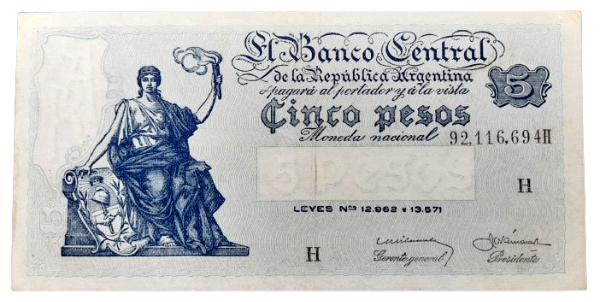 El Banco Central
de la República Argentina
pagará al portador y á la vista
5
Cinco pesos
Moneda nacional
92,116,694H
5 Pesos
H
LEYES Nos 12.962 Y 13.571
H
Gerente general
Presidente